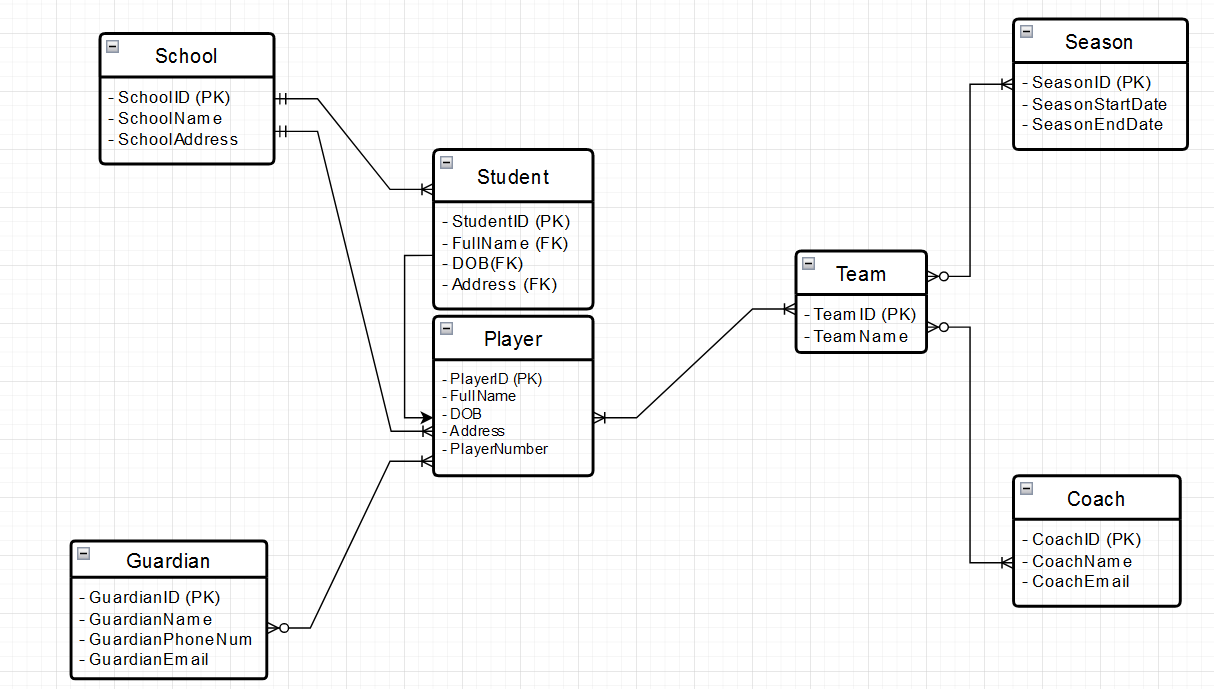 School
- SchoolID (PK)
- SchoolName
- SchoolAddress
Student
- StudentID (PK)
- FullName (FK)
- DOB(FK)
- Address (FK)
Player
- PlayerID (PK)
- FullName
- DOB
- Address
- PlayerNumber
Guardian
- GuardianID (PK)
- GuardianName
- GuardianPhoneNum
- GuardianEmail
Team
- TeamID (PK)
- TeamName
Season
- SeasonID (PK)
- SeasonStartDate
- SeasonEndDate
Coach
- CoachID (PK)
- CoachName
- CoachEmail